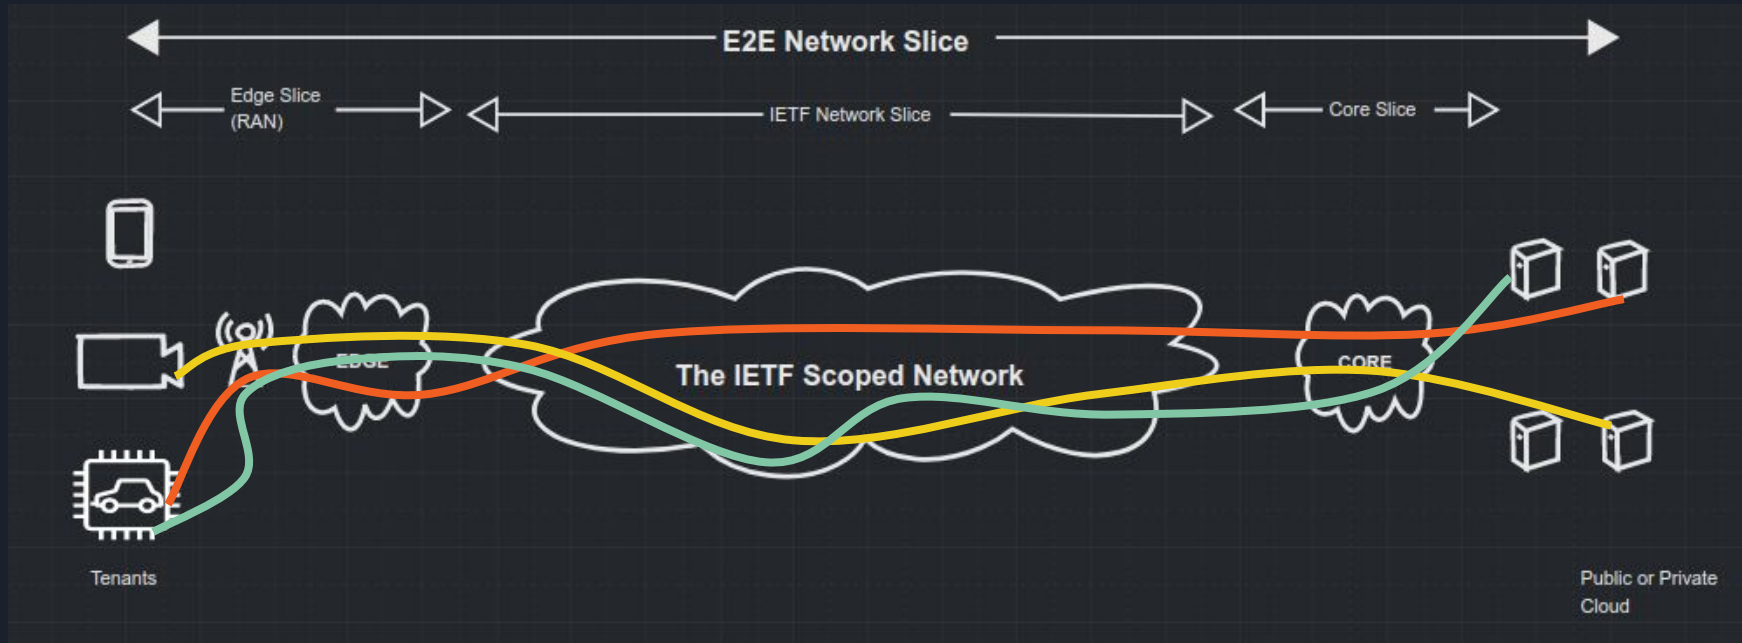 E2E Network Slice
Edge Slice
(RAN)
IETF Network Slice
Core Slice
EDGE
The IETF Scoped Network
CORE
Tenants
Public or Private
Cloud